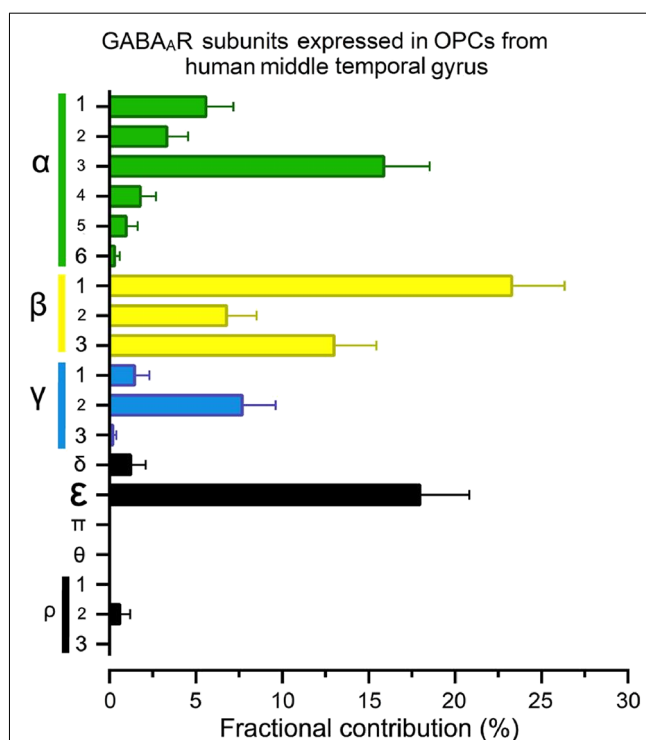 GABAAR subunits expressed in OPCs from
human middle temporal gyrus
α
1
2
3
4
5
6
β
1
2
3
γ
1
2
3
δ
ε
π
θ
ρ
1
2
3
0 5 10 15 20 25 30
Fractional contribution (%)